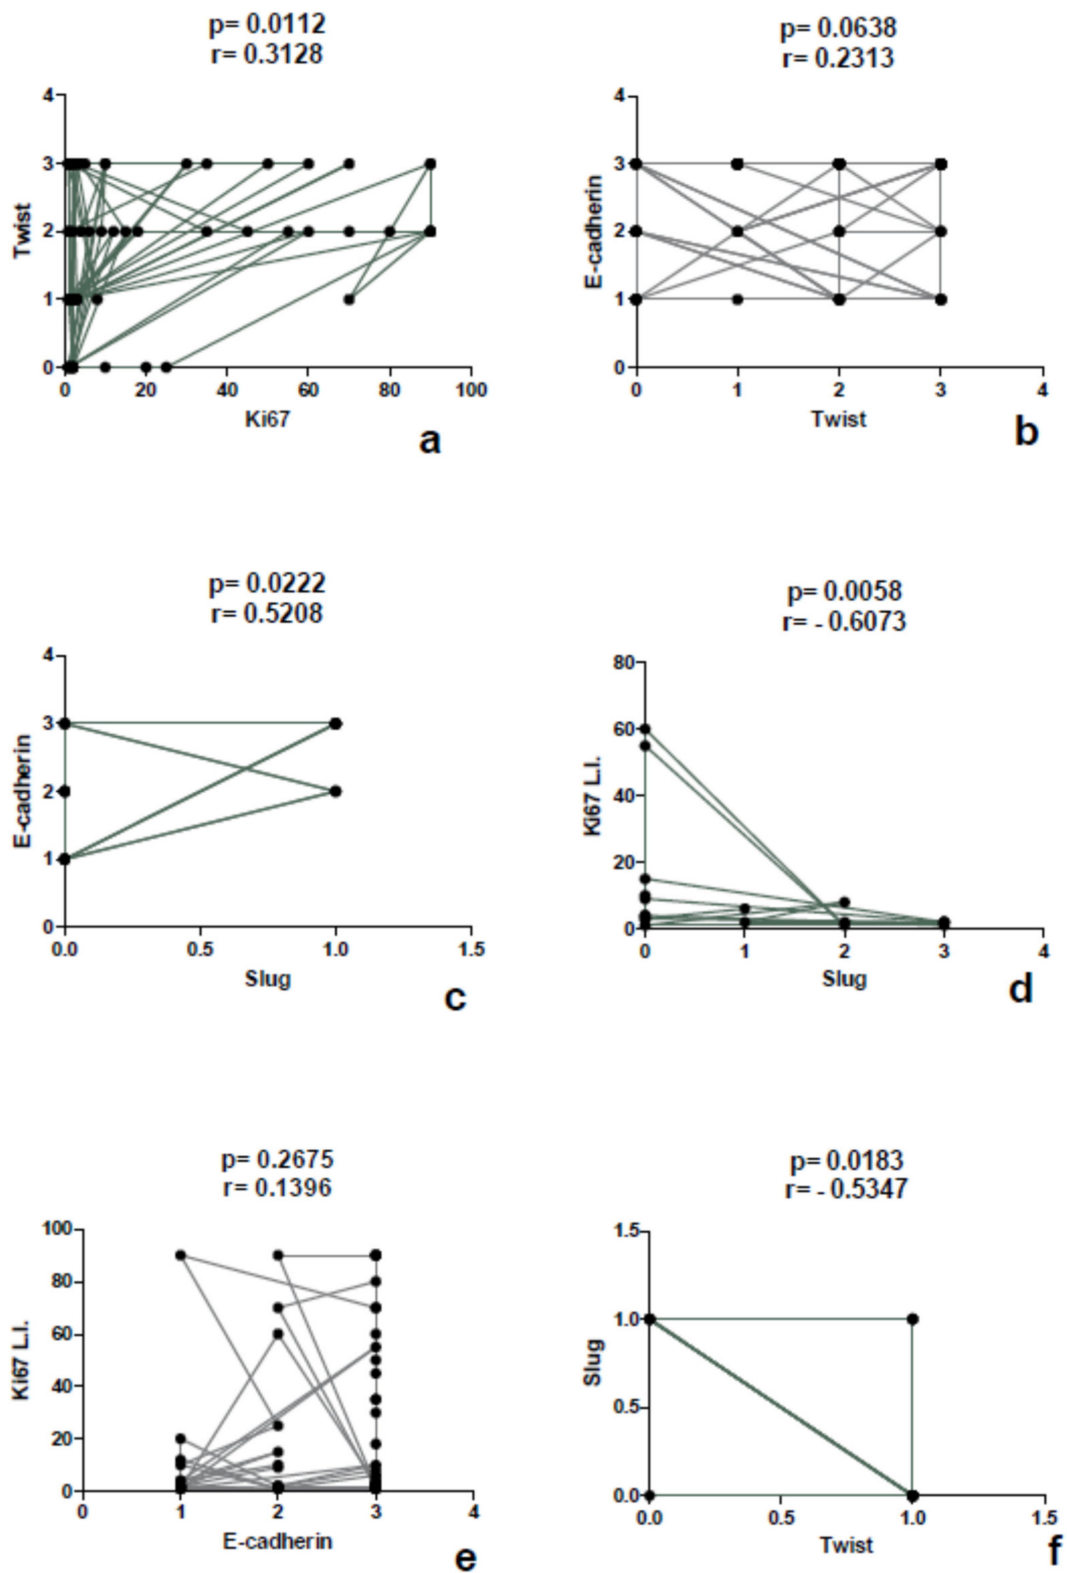 p= 0.0112
r= 0.3128
4
3
2
1
0
Twist
0 20 40 60 80 100
Ki67
a
p= 0.0638
r= 0.2313
4
3
2
1
0
E-cadherin
0 1 2 3 4
Twist
b
p= 0.0222
r= 0.5208
4
3
2
1
0
E-cadherin
0.0 0.5 1.0 1.5
Slug
c
p= 0.0058
r= - 0.6073
80
60
40
20
0
Ki67 L.I.
0 1 2 3 4
Slug
d
p= 0.2675
r= 0.1396
100
80
60
40
20
0
Ki67 L.I.
0 1 2 3 4
E-cadherin
e
p= 0.0183
r= - 0.5347
1.5
1.0
0.5
0.0
Slug
0.0 0.5 1.0 1.5
Twist
f